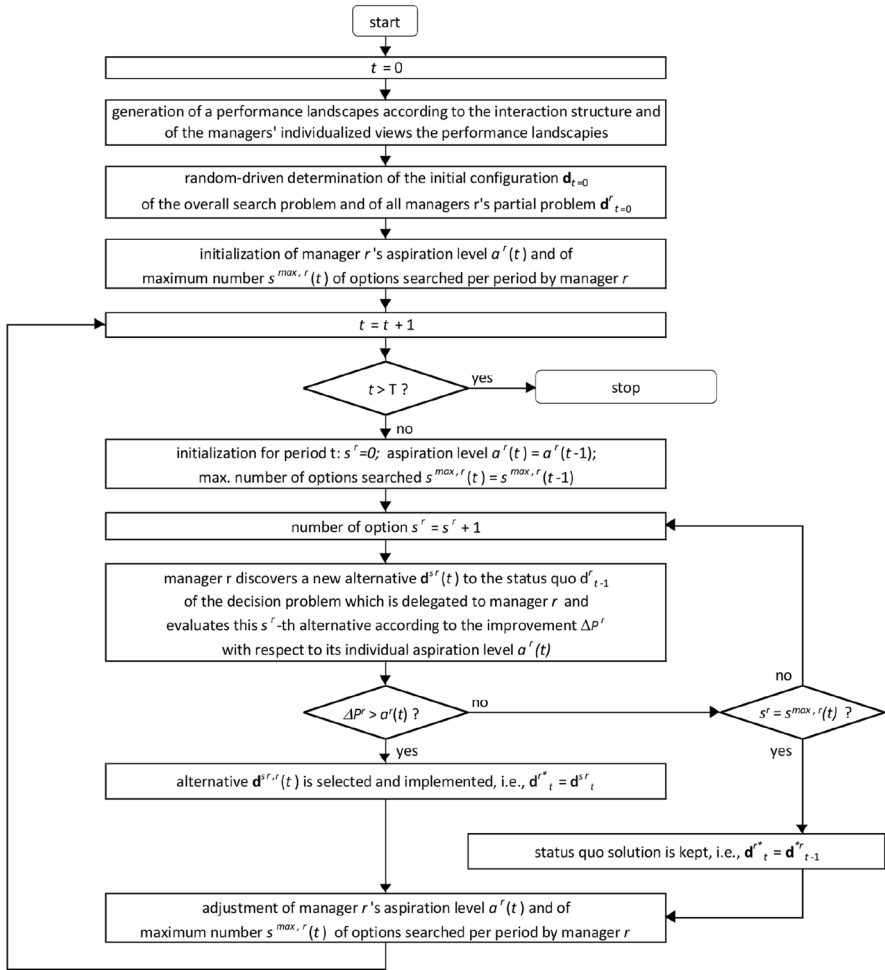 start
t = 0
generation of a performance landscapes according to the interaction structure and
of the managers' individualized views the performance landscapies
random-driven determination of the initial configuration d t=0
of the overall search problem and of all managers r's partial problem d^r t=0
initialization of manager r's aspiration level a^r(t) and of
maximum number s^max, r(t) of options searched per period by manager r
t = t + 1
t > T ?
yes
stop
no
initialization for period t: s^r=0; aspiration level a^r(t) = a^r(t-1);
max. number of options searched s^max, r(t) = s^max, r(t-1)
number of option s^r = s^r + 1
manager r discovers a new alternative d^sr(t) to the status quo d^r t-1
of the decision problem which is delegated to manager r and
evaluates this s^r-th alternative according to the improvement ΔP^r
with respect to its individual aspiration level a^r(t)
no
ΔP^r > a^r(t) ?
no
s^r = s^max, r(t) ?
yes
yes
alternative d^sr,r(t) is selected and implemented, i.e., d^r* t = d^sr t
status quo solution is kept, i.e., d^r* t = d^*r t-1
adjustment of manager r's aspiration level a^r(t) and of
maximum number s^max, r(t) of options searched per period by manager r